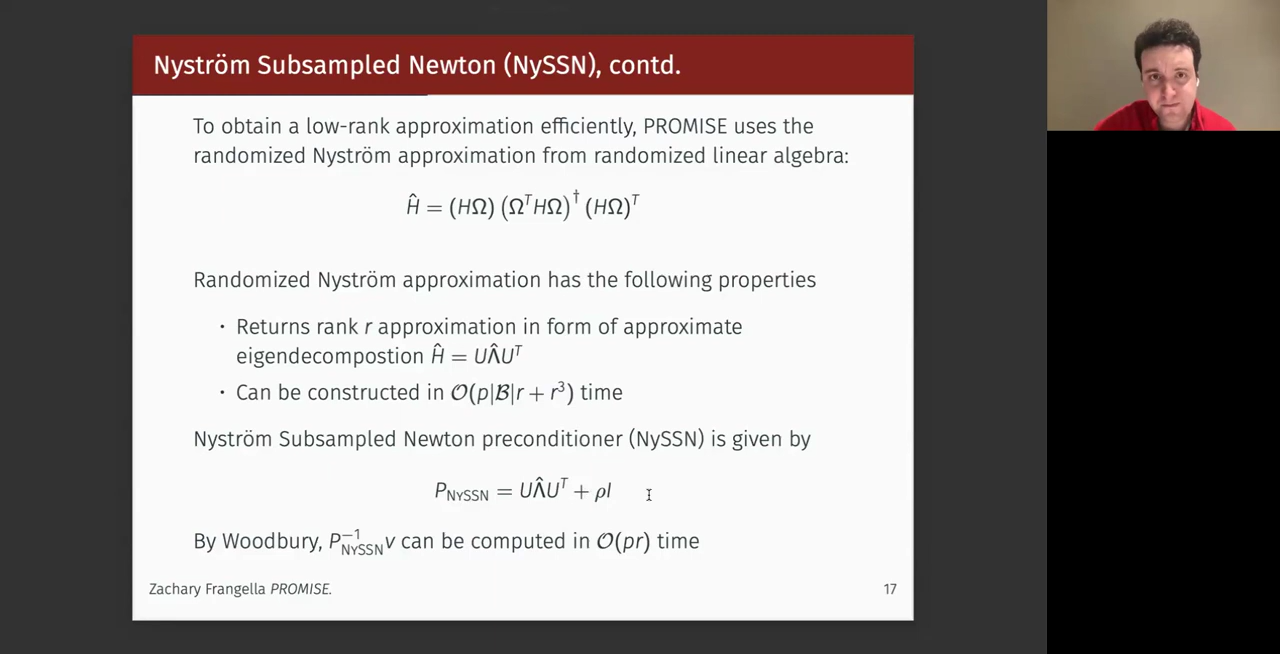 Nyström Subsampled Newton (NySSN), contd.
To obtain a low-rank approximation efficiently, PROMISE uses the
randomized Nyström approximation from randomized linear algebra:
Ĥ = (HΩ) (Ω^T HΩ)^† (HΩ)^T
Randomized Nyström approximation has the following properties
· Returns rank r approximation in form of approximate
eigendecompostion Ĥ = UΛ̂U^T
· Can be constructed in 𝒪(p|ℬ|r + r³) time
Nyström Subsampled Newton preconditioner (NySSN) is given by
P_NySSN = UΛ̂U^T + ρI
By Woodbury, P_NySSN^−1 v can be computed in 𝒪(pr) time
Zachary Frangella PROMISE.
17